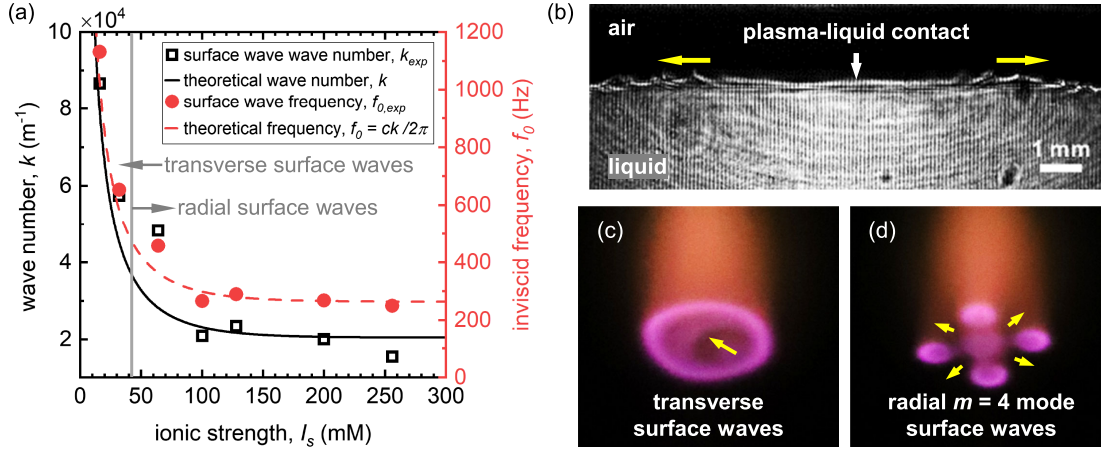 (a)
10
×10⁴
8
6
4
2
wave number, k (m⁻¹)
0 50 100 150 200 250 300
ionic strength, Iₛ (mM)
1200
1000
800
600
400
200
0
inviscid frequency, f₀ (Hz)
surface wave wave number, k_exp
theoretical wave number, k
surface wave frequency, f₀,exp
theoretical frequency, f₀ = ck/2π
transverse surface waves
radial surface waves
(b)
air
plasma-liquid contact
liquid
1 mm
(c)
transverse
surface waves
(d)
radial m = 4 mode
surface waves